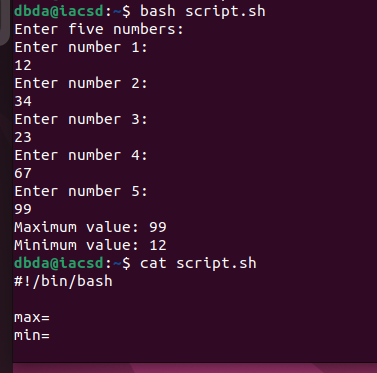 dbda@iacsd:~$ bash script.sh
Enter five numbers:
Enter number 1:
12
Enter number 2:
34
Enter number 3:
23
Enter number 4:
67
Enter number 5:
99
Maximum value: 99
Minimum value: 12
dbda@iacsd:~$ cat script.sh
#!/bin/bash

max=
min=